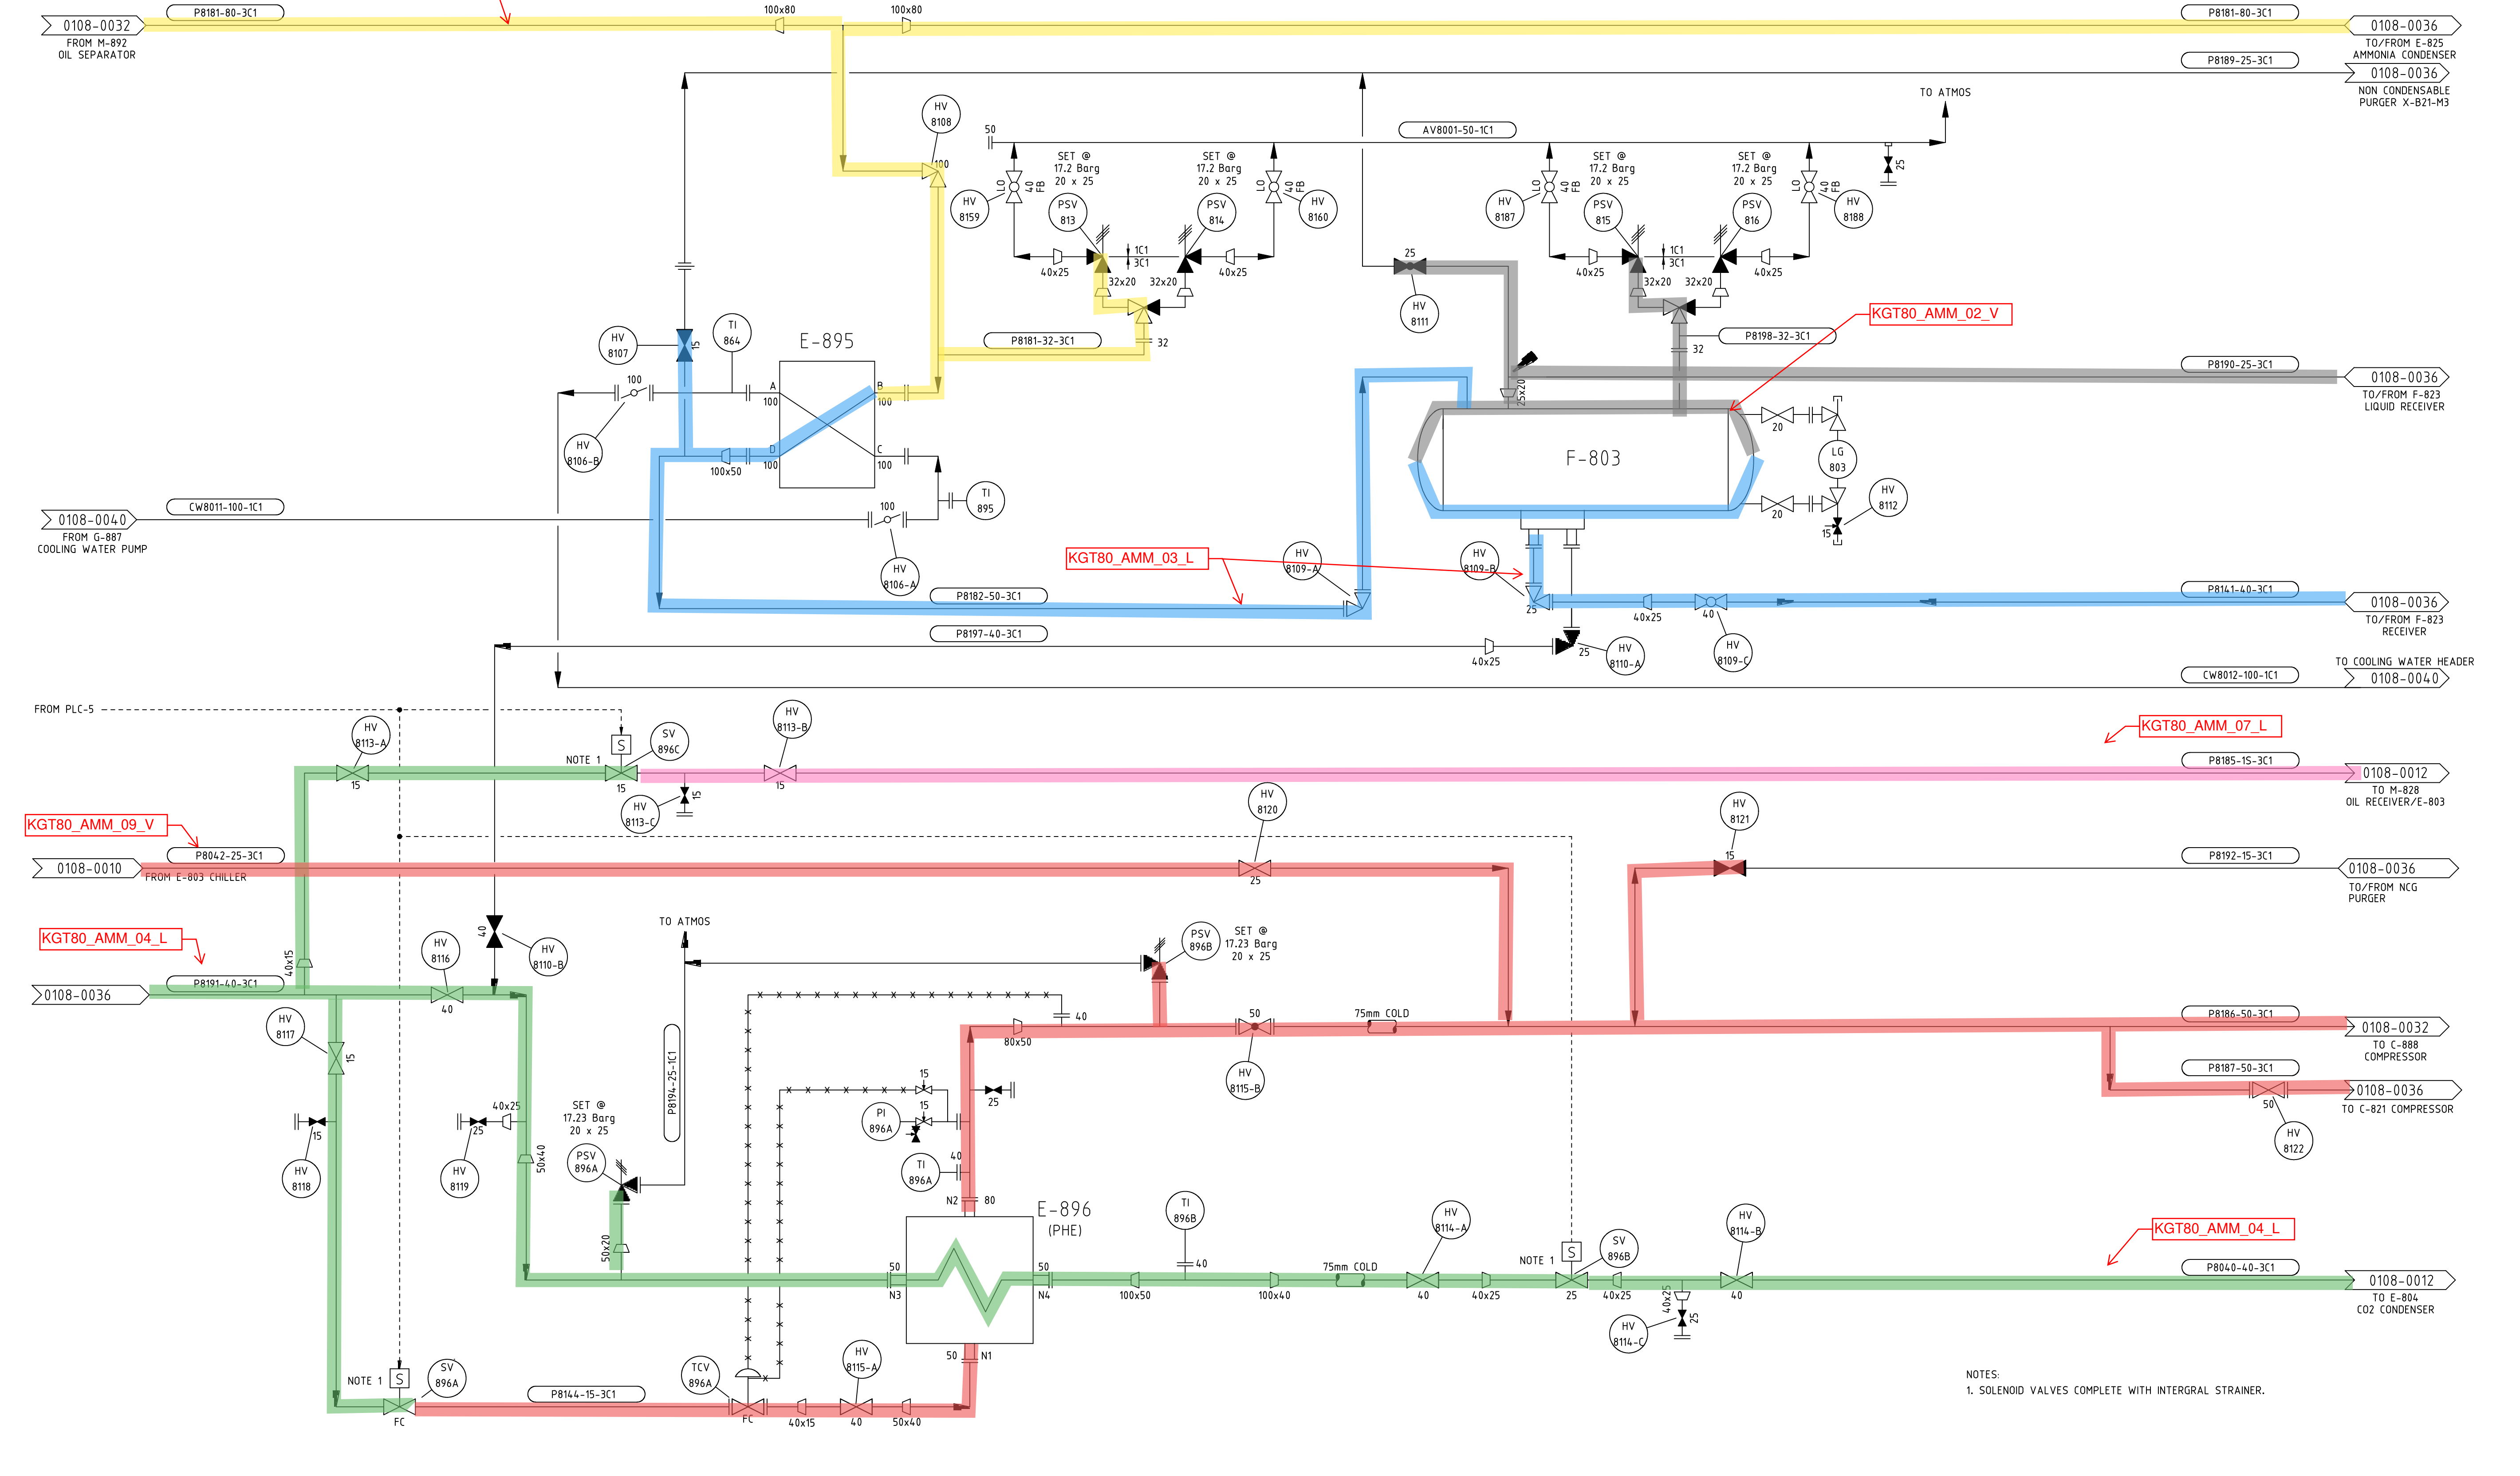 P8181-80-3C1
100x80
100x80
P8181-80-3C1
0108-0032
FROM M-892
OIL SEPARATOR
0108-0036
TO/FROM E-825
AMMONIA CONDENSER
P8189-25-3C1
0108-0036
NON CONDENSABLE
PURGER X-B21-M3
TO ATMOS
HV
8108
100
50
AV8001-50-1C1
SET @
17.2 Barg
20 x 25
SET @
17.2 Barg
20 x 25
SET @
17.2 Barg
20 x 25
SET @
17.2 Barg
20 x 25
25
LO
40
FB
LO
40
FB
LO
40
FB
LO
40
FB
HV
8159
PSV
813
PSV
814
HV
8160
HV
8187
PSV
815
PSV
816
HV
8188
1C1
3C1
1C1
3C1
40x25
40x25
40x25
40x25
32x20
32x20
32x20
32x20
25
HV
8111
KGT80_AMM_02_V
HV
8107
15
TI
864
E-895
P8181-32-3C1
32
P8198-32-3C1
32
P8190-25-3C1
0108-0036
TO/FROM F-823
LIQUID RECEIVER
25x20
100
A
100
B
100
HV
8106-B
D
100
C
100
100x50
F-803
20
20
LG
803
HV
8112
15
CW8011-100-1C1
0108-0040
FROM G-887
COOLING WATER PUMP
100
TI
895
HV
8106-A
KGT80_AMM_03_L
HV
8109-A
HV
8109-B
P8182-50-3C1
25
40x25
40
P8141-40-3C1
0108-0036
TO/FROM F-823
RECEIVER
P8197-40-3C1
40x25
25
HV
8110-A
HV
8109-C
TO COOLING WATER HEADER
CW8012-100-1C1
0108-0040
FROM PLC-5
HV
8113-A
15
NOTE 1
S
15
SV
896C
HV
8113-B
15
HV
8113-C
15
KGT80_AMM_07_L
P8185-1S-3C1
0108-0012
TO M-828
OIL RECEIVER/E-803
KGT80_AMM_09_V
P8042-25-3C1
0108-0010
FROM E-803 CHILLER
HV
8120
25
HV
8121
15
P8192-15-3C1
0108-0036
TO/FROM NCG
PURGER
KGT80_AMM_04_L
P8191-40-3C1
0108-0036
40x15
HV
8116
40
40
HV
8110-B
TO ATMOS
PSV
896B
SET @
17.23 Barg
20 x 25
HV
8117
15
P8194-25-1C1
40
80x50
50
HV
8115-B
75mm COLD
P8186-50-3C1
0108-0032
TO C-888
COMPRESSOR
P8187-50-3C1
0108-0036
TO C-821 COMPRESSOR
50
HV
8122
15
HV
8118
40x25
25
HV
8119
50x40
SET @
17.23 Barg
20 x 25
PSV
896A
50x20
15
25
15
PI
896A
40
TI
896A
N2
80
E-896
(PHE)
50
N3
50
N4
TI
896B
40
100x50
100x40
75mm COLD
HV
8114-A
40
40x25
NOTE 1
S
25
SV
896B
40x25
HV
8114-B
40
40x25
25
HV
8114-C
KGT80_AMM_04_L
P8040-40-3C1
0108-0012
TO E-804
CO2 CONDENSER
NOTE 1
S
FC
SV
896A
P8144-15-3C1
TCV
896A
X
FC
40x15
HV
8115-A
40
50x40
50
N1
NOTES:
1. SOLENOID VALVES COMPLETE WITH INTERGRAL STRAINER.